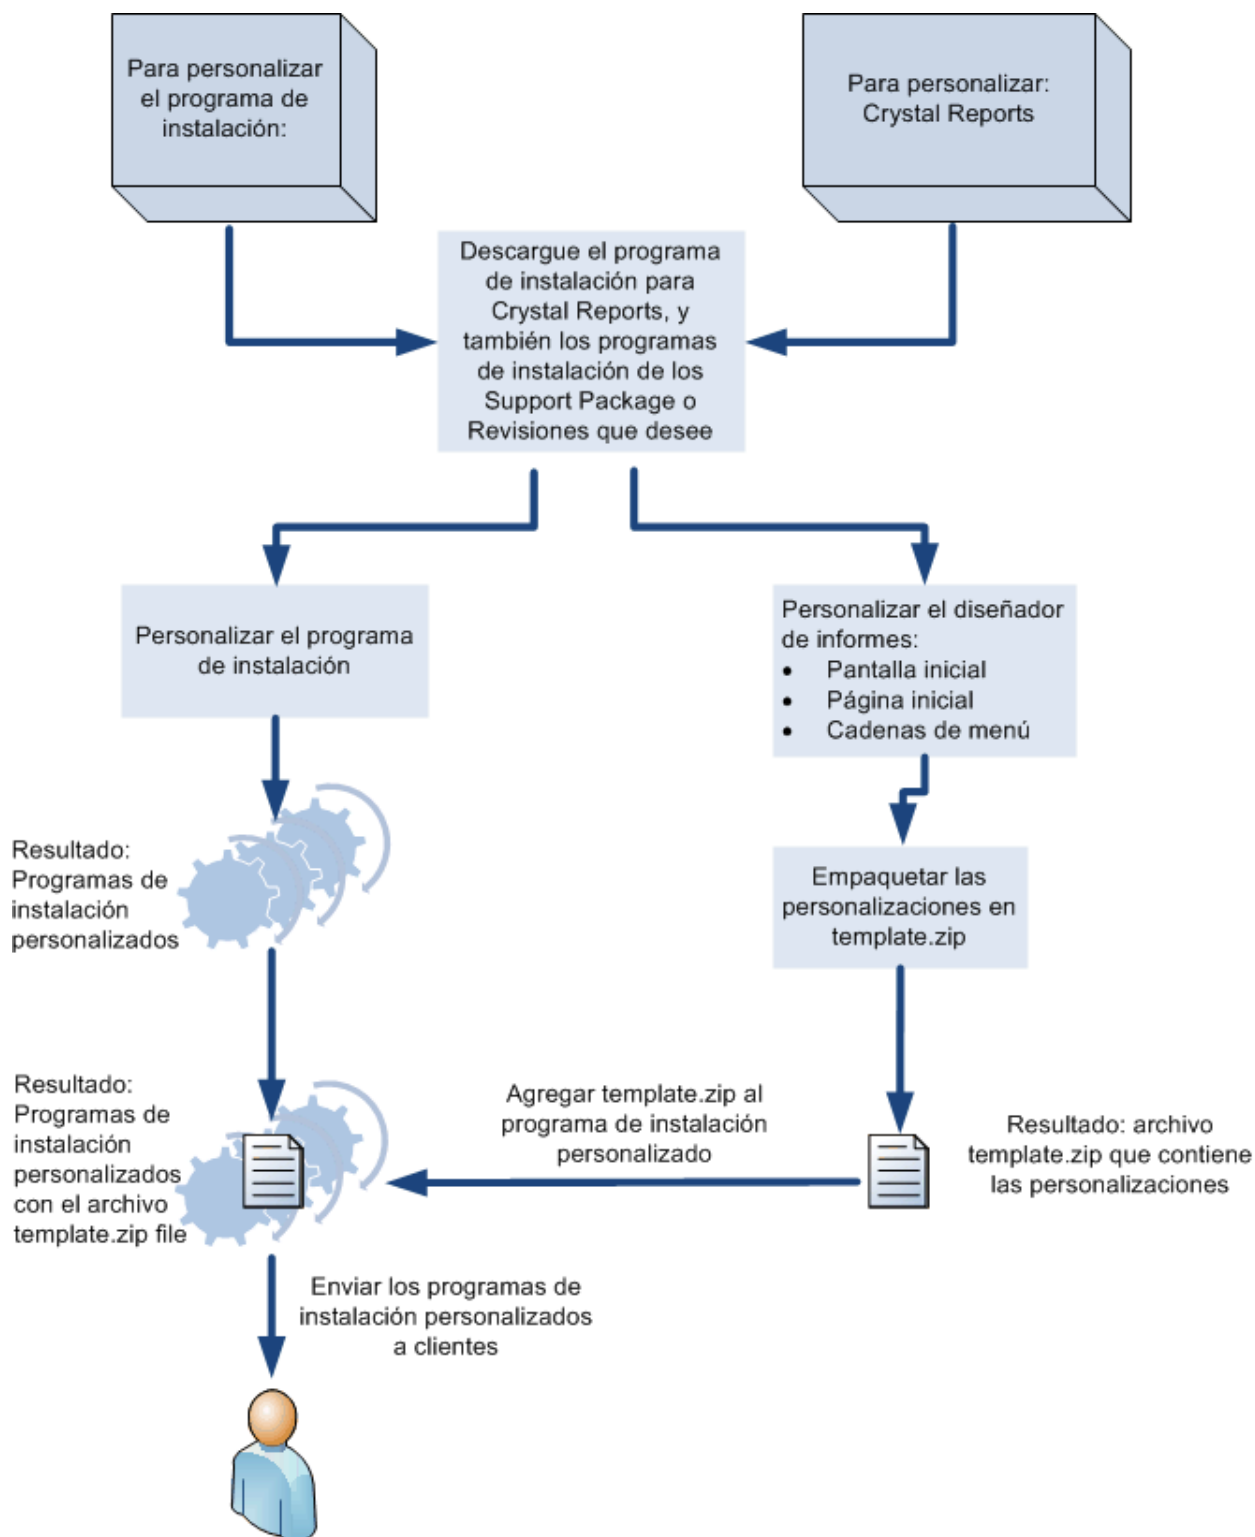 Para personalizar
el programa de
instalación:
Para personalizar:
Crystal Reports
Descargue el programa
de instalación para
Crystal Reports, y
también los programas
de instalación de los
Support Package o
Revisiones que desee
Personalizar el programa
de instalación
Personalizar el diseñador
de informes:
• Pantalla inicial
• Página inicial
• Cadenas de menú
Resultado:
Programas de
instalación
personalizados
Empaquetar las
personalizaciones en
template.zip
Resultado:
Programas de
instalación
personalizados
con el archivo
template.zip file
Agregar template.zip al
programa de instalación
personalizado
Resultado: archivo
template.zip que contiene
las personalizaciones
Enviar los programas de
instalación personalizados
a clientes